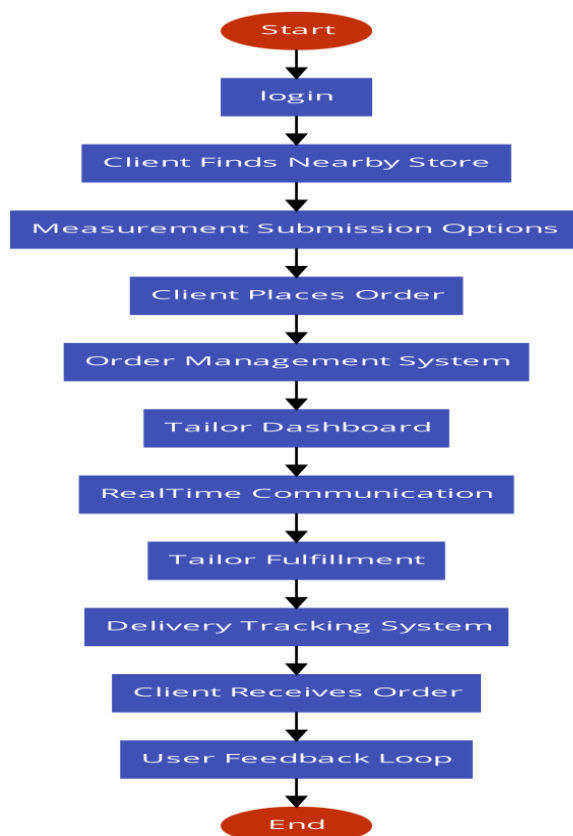 Start
login
Client Finds Nearby Store
Measurement Submission Options
Client Places Order
Order Management System
Tailor Dashboard
RealTime Communication
Tailor Fulfillment
Delivery Tracking System
Client Receives Order
User Feedback Loop
End